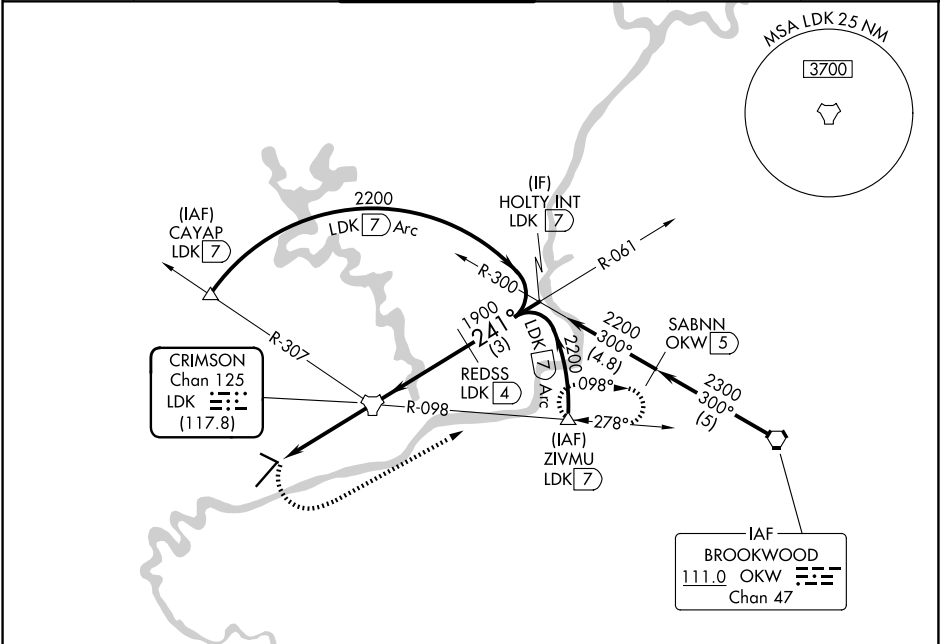 MSA LDK 25 NM
3700
(IF)
HOLTY INT
LDK 7
2200
LDK 7 Arc
(IAF)
CAYAP
LDK 7
R-061
R-300
R-307
1900
241°
(3)
REDSS
LDK 4
LDK 7 Arc
2200
2200
300°
(4.8)
SABNN
OKW 5
2300
300°
(5)
CRIMSON
Chan 125
LDK
(117.8)
R-098
098°
278°
(IAF)
ZIVMU
LDK 7
IAF
BROOKWOOD
111.0 OKW
Chan 47